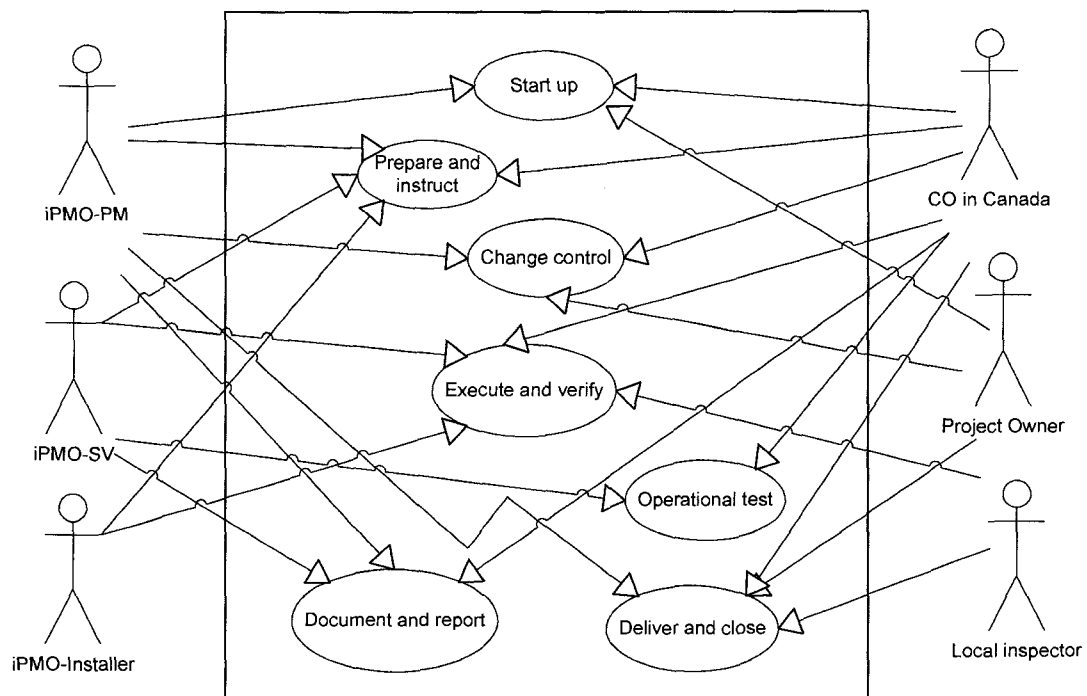 Start up
Prepare and
instruct
iPMO-PM
CO in Canada
Change control
Execute and verify
Project Owner
iPMO-SV
Operational test
Document and report
Deliver and close
Local inspector
iPMO-Installer